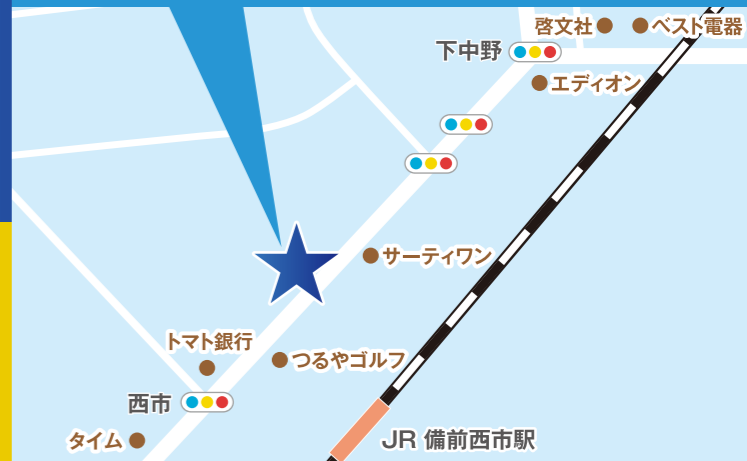 啓文社
ベスト電器
下中野
エディオン
サーティワン
トマト銀行
つるやゴルフ
西市
タイム
JR 備前西市駅